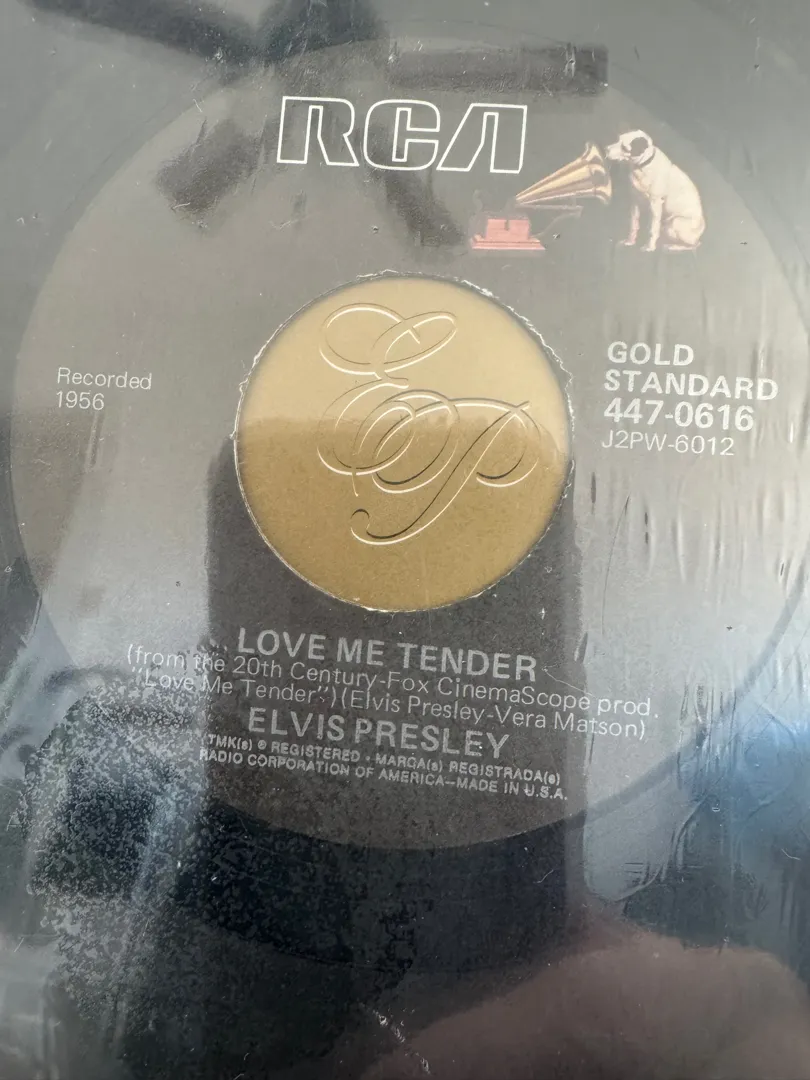 RCA
Recorded
1956
EP
GOLD
STANDARD
447-0616
J2PW-6012
LOVE ME TENDER
(from the 20th Century-Fox CinemaScope prod.
"Love Me Tender") (Elvis Presley-Vera Matson)
ELVIS PRESLEY
TMK(s) ® REGISTERED • MARCA(s) REGISTRADA(s)
RADIO CORPORATION OF AMERICA—MADE IN U.S.A.